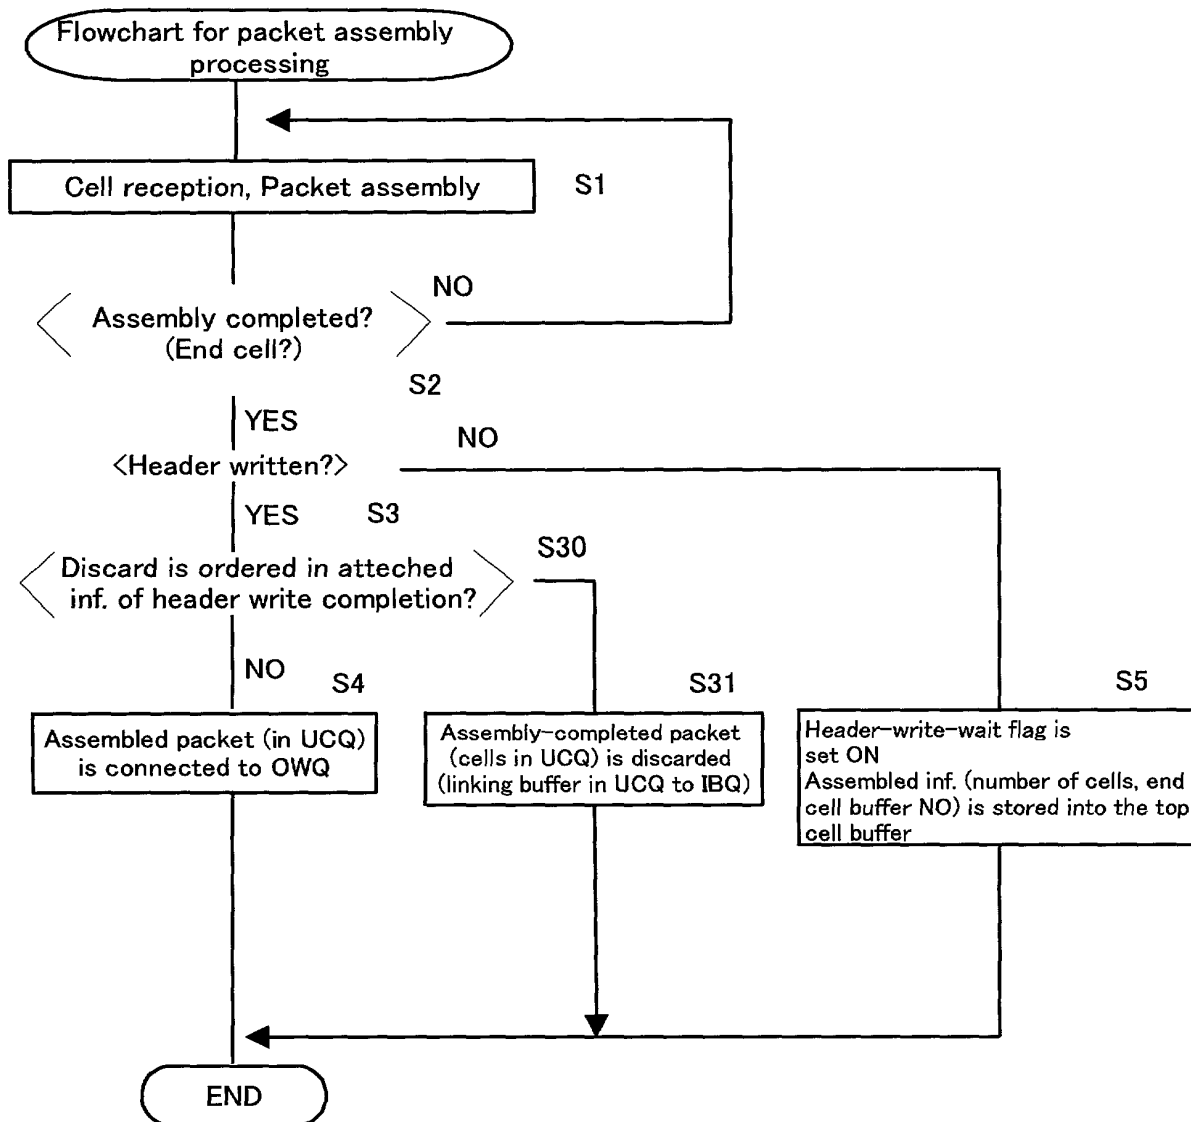 Flowchart for packet assembly
processing
Cell reception, Packet assembly
S1
NO
Assembly completed?
(End cell?)
S2
YES
NO
<Header written?>
YES
S3
S30
Discard is ordered in atteched
inf. of header write completion?
NO
S4
S31
S5
Assembled packet (in UCQ)
is connected to OWQ
Assembly-completed packet
(cells in UCQ) is discarded
(linking buffer in UCQ to IBQ)
Header-write-wait flag is
set ON
Assembled inf. (number of cells, end
cell buffer NO) is stored into the top
cell buffer
END